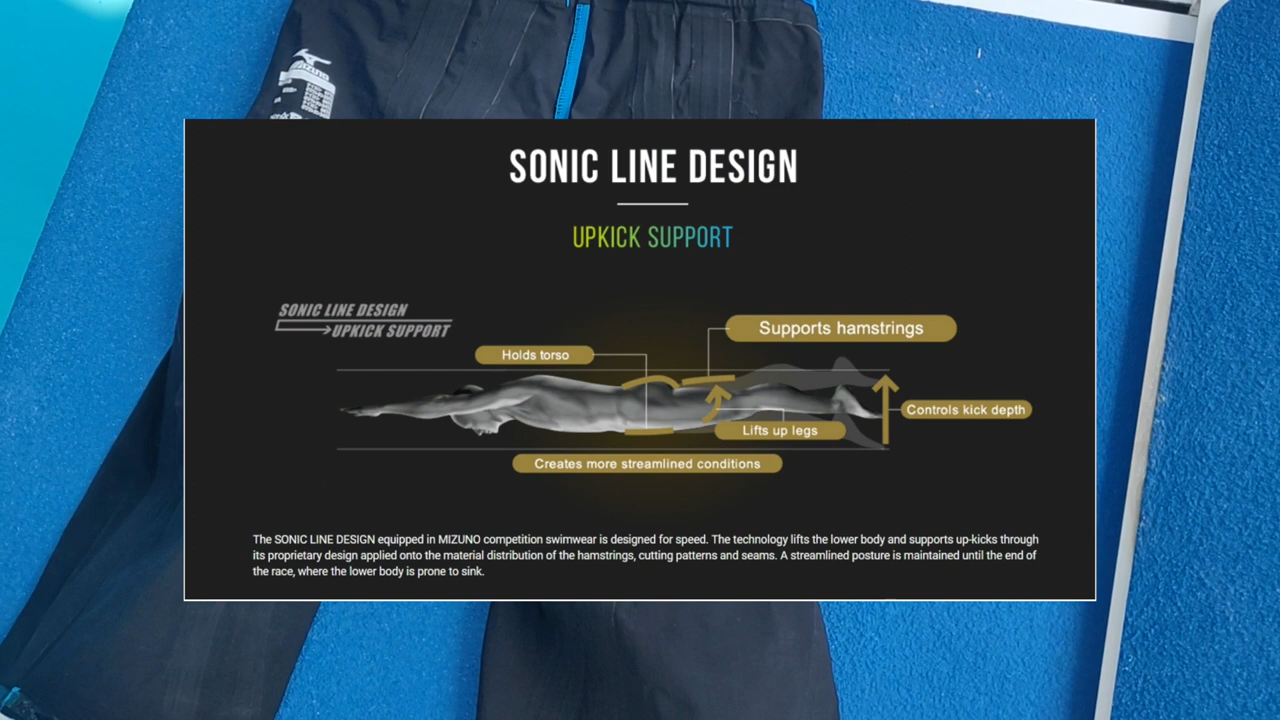 MIZUNO
SONIC LINE DESIGN
UPKICK SUPPORT
SONIC LINE DESIGN
UPKICK SUPPORT
Supports hamstrings
Holds torso
Controls kick depth
Lifts up legs
Creates more streamlined conditions
The SONIC LINE DESIGN equipped in MIZUNO competition swimwear is designed for speed. The technology lifts the lower body and supports up-kicks through
its proprietary design applied onto the material distribution of the hamstrings, cutting patterns and seams. A streamlined posture is maintained until the end of
the race, where the lower body is prone to sink.